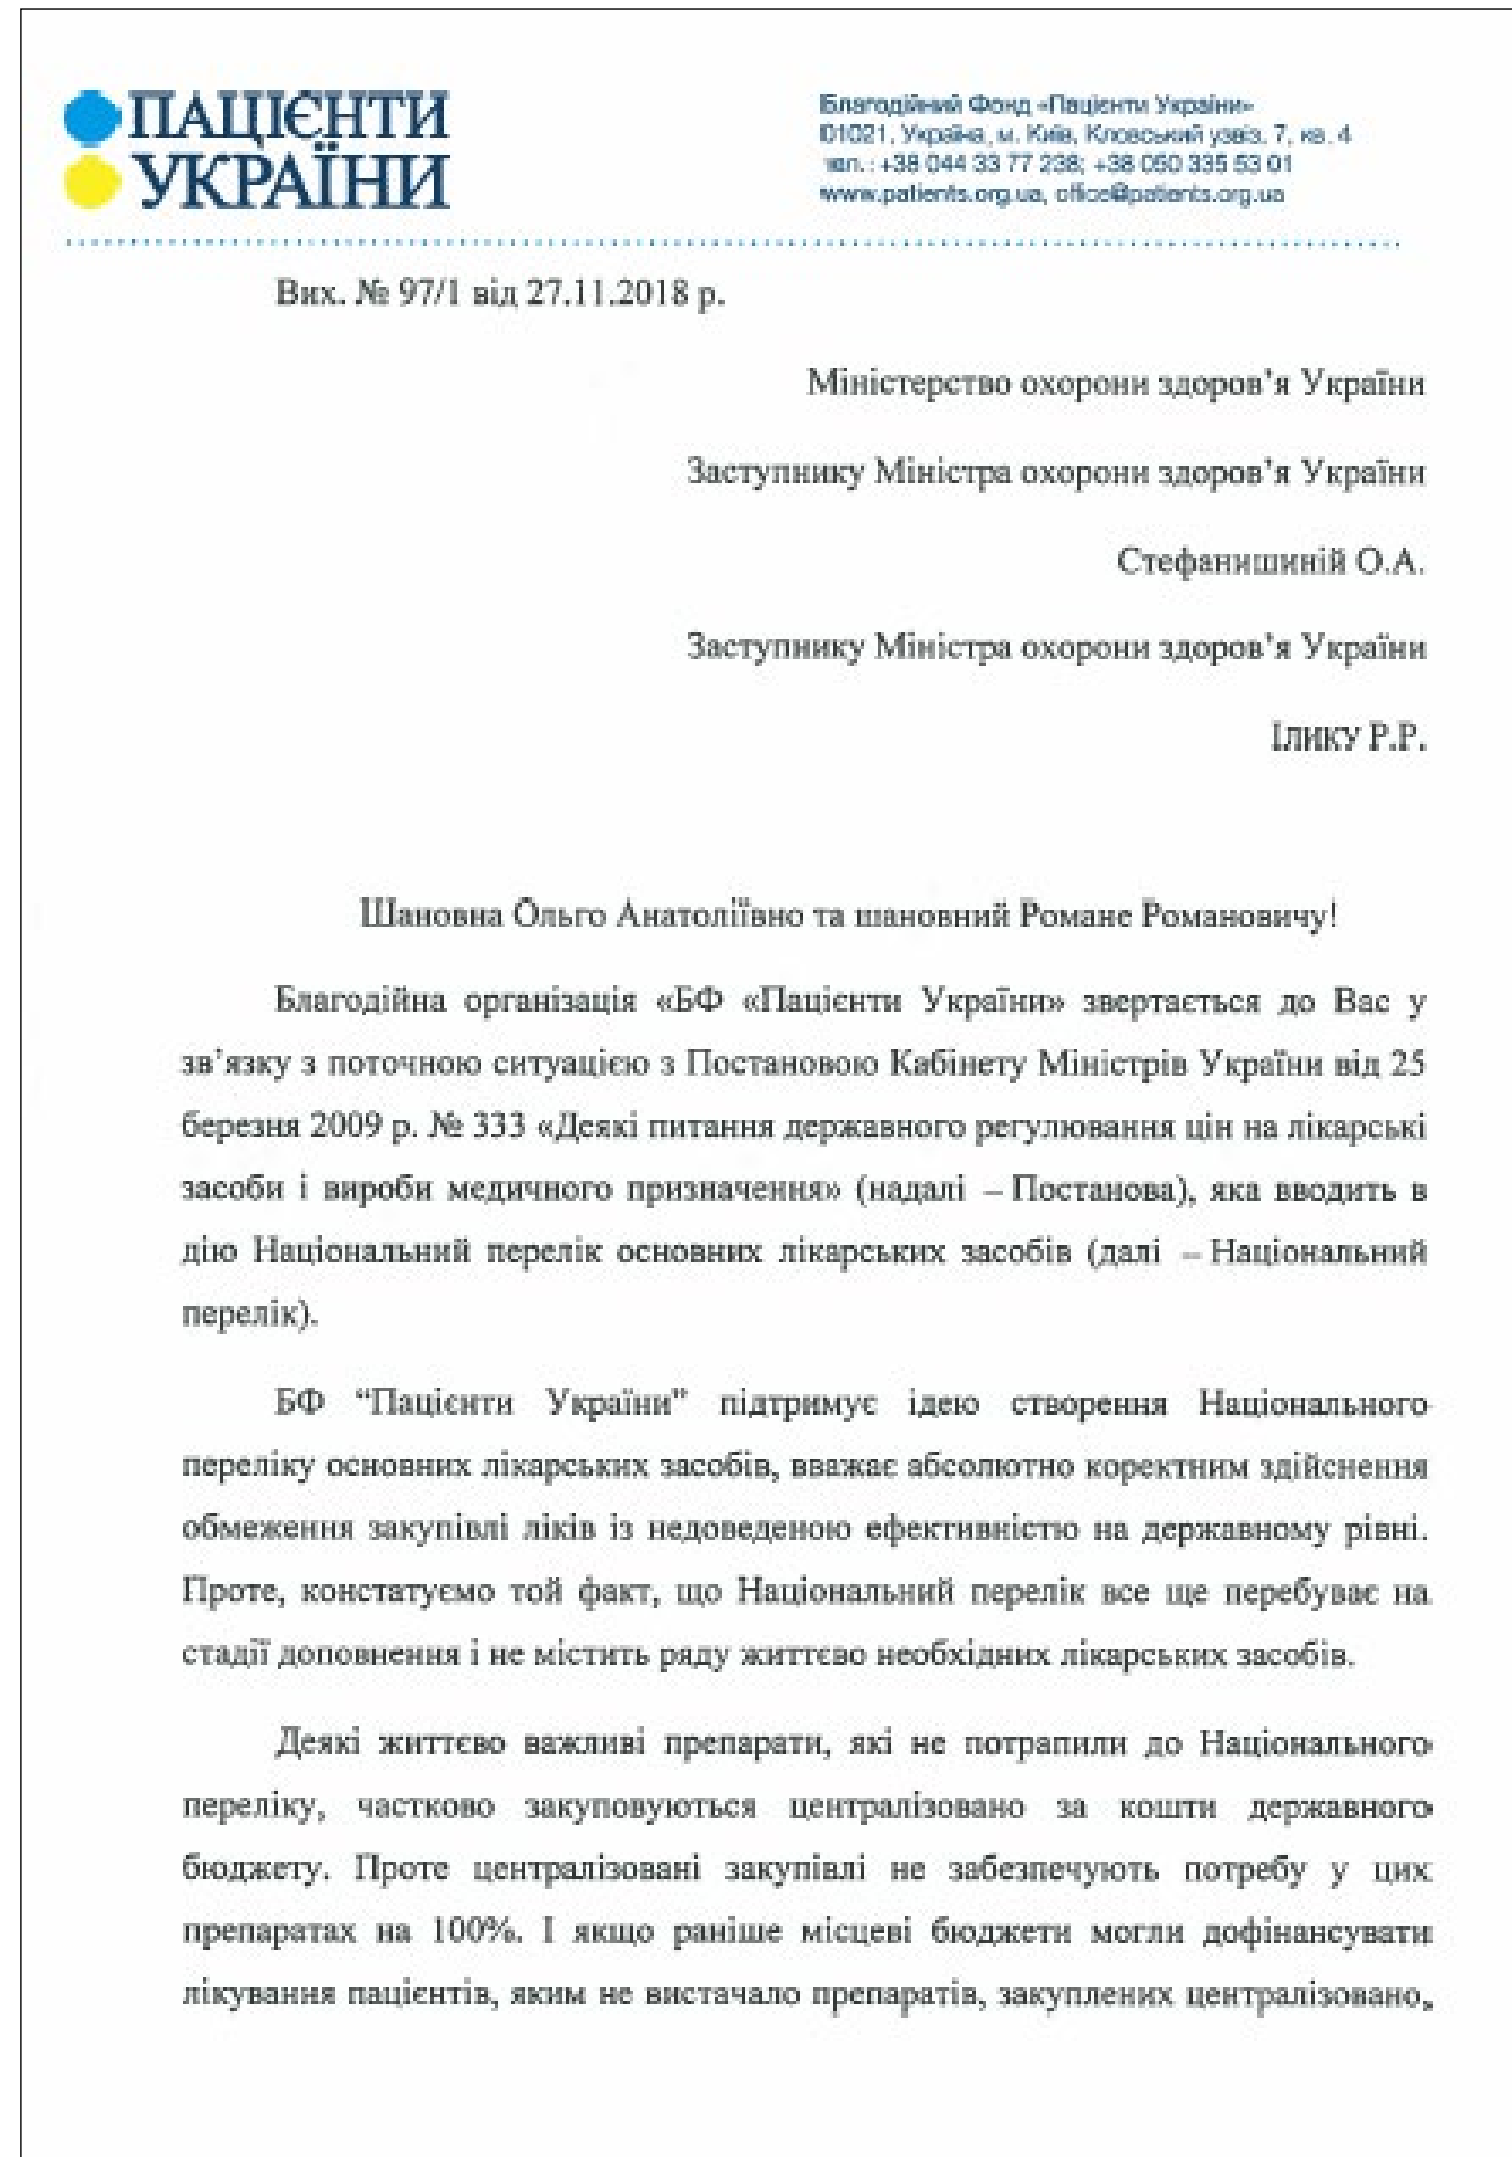 ПАЦІЄНТИ
УКРАЇНИ
Благодійний Фонд «Пацієнти України»
01021, Україна, м. Київ, Кловський узвіз, 7, кв. 4
тел.: +38 044 33 77 238; +38 050 335 53 01
www.patients.org.ua, office@patients.org.ua
Вих. № 97/1 від 27.11.2018 р.
Міністерство охорони здоров’я України
Заступнику Міністра охорони здоров’я України
Стефанишиній О.А.
Заступнику Міністра охорони здоров’я України
Ілику Р.Р.
Шановна Ольго Анатоліївно та шановний Романе Романовичу!
Благодійна організація «БФ «Пацієнти України» звертається до Вас у
зв’язку з поточною ситуацією з Постановою Кабінету Міністрів України від 25
березня 2009 р. № 333 «Деякі питання державного регулювання цін на лікарські
засоби і вироби медичного призначення» (надалі – Постанова), яка вводить в
дію Національний перелік основних лікарських засобів (далі – Національний
перелік).
БФ “Пацієнти України” підтримує ідею створення Національного
переліку основних лікарських засобів, вважає абсолютно коректним здійснення
обмеження закупівлі ліків із недоведеною ефективністю на державному рівні.
Проте, констатуємо той факт, що Національний перелік все ще перебуває на
стадії доповнення і не містить ряду життєво необхідних лікарських засобів.
Деякі життєво важливі препарати, які не потрапили до Національного
переліку, частково закуповуються централізовано за кошти державного
бюджету. Проте централізовані закупівлі не забезпечують потребу у цих
препаратах на 100%. І якщо раніше місцеві бюджети могли дофінансувати
лікування пацієнтів, яким не вистачало препаратів, закуплених централізовано,